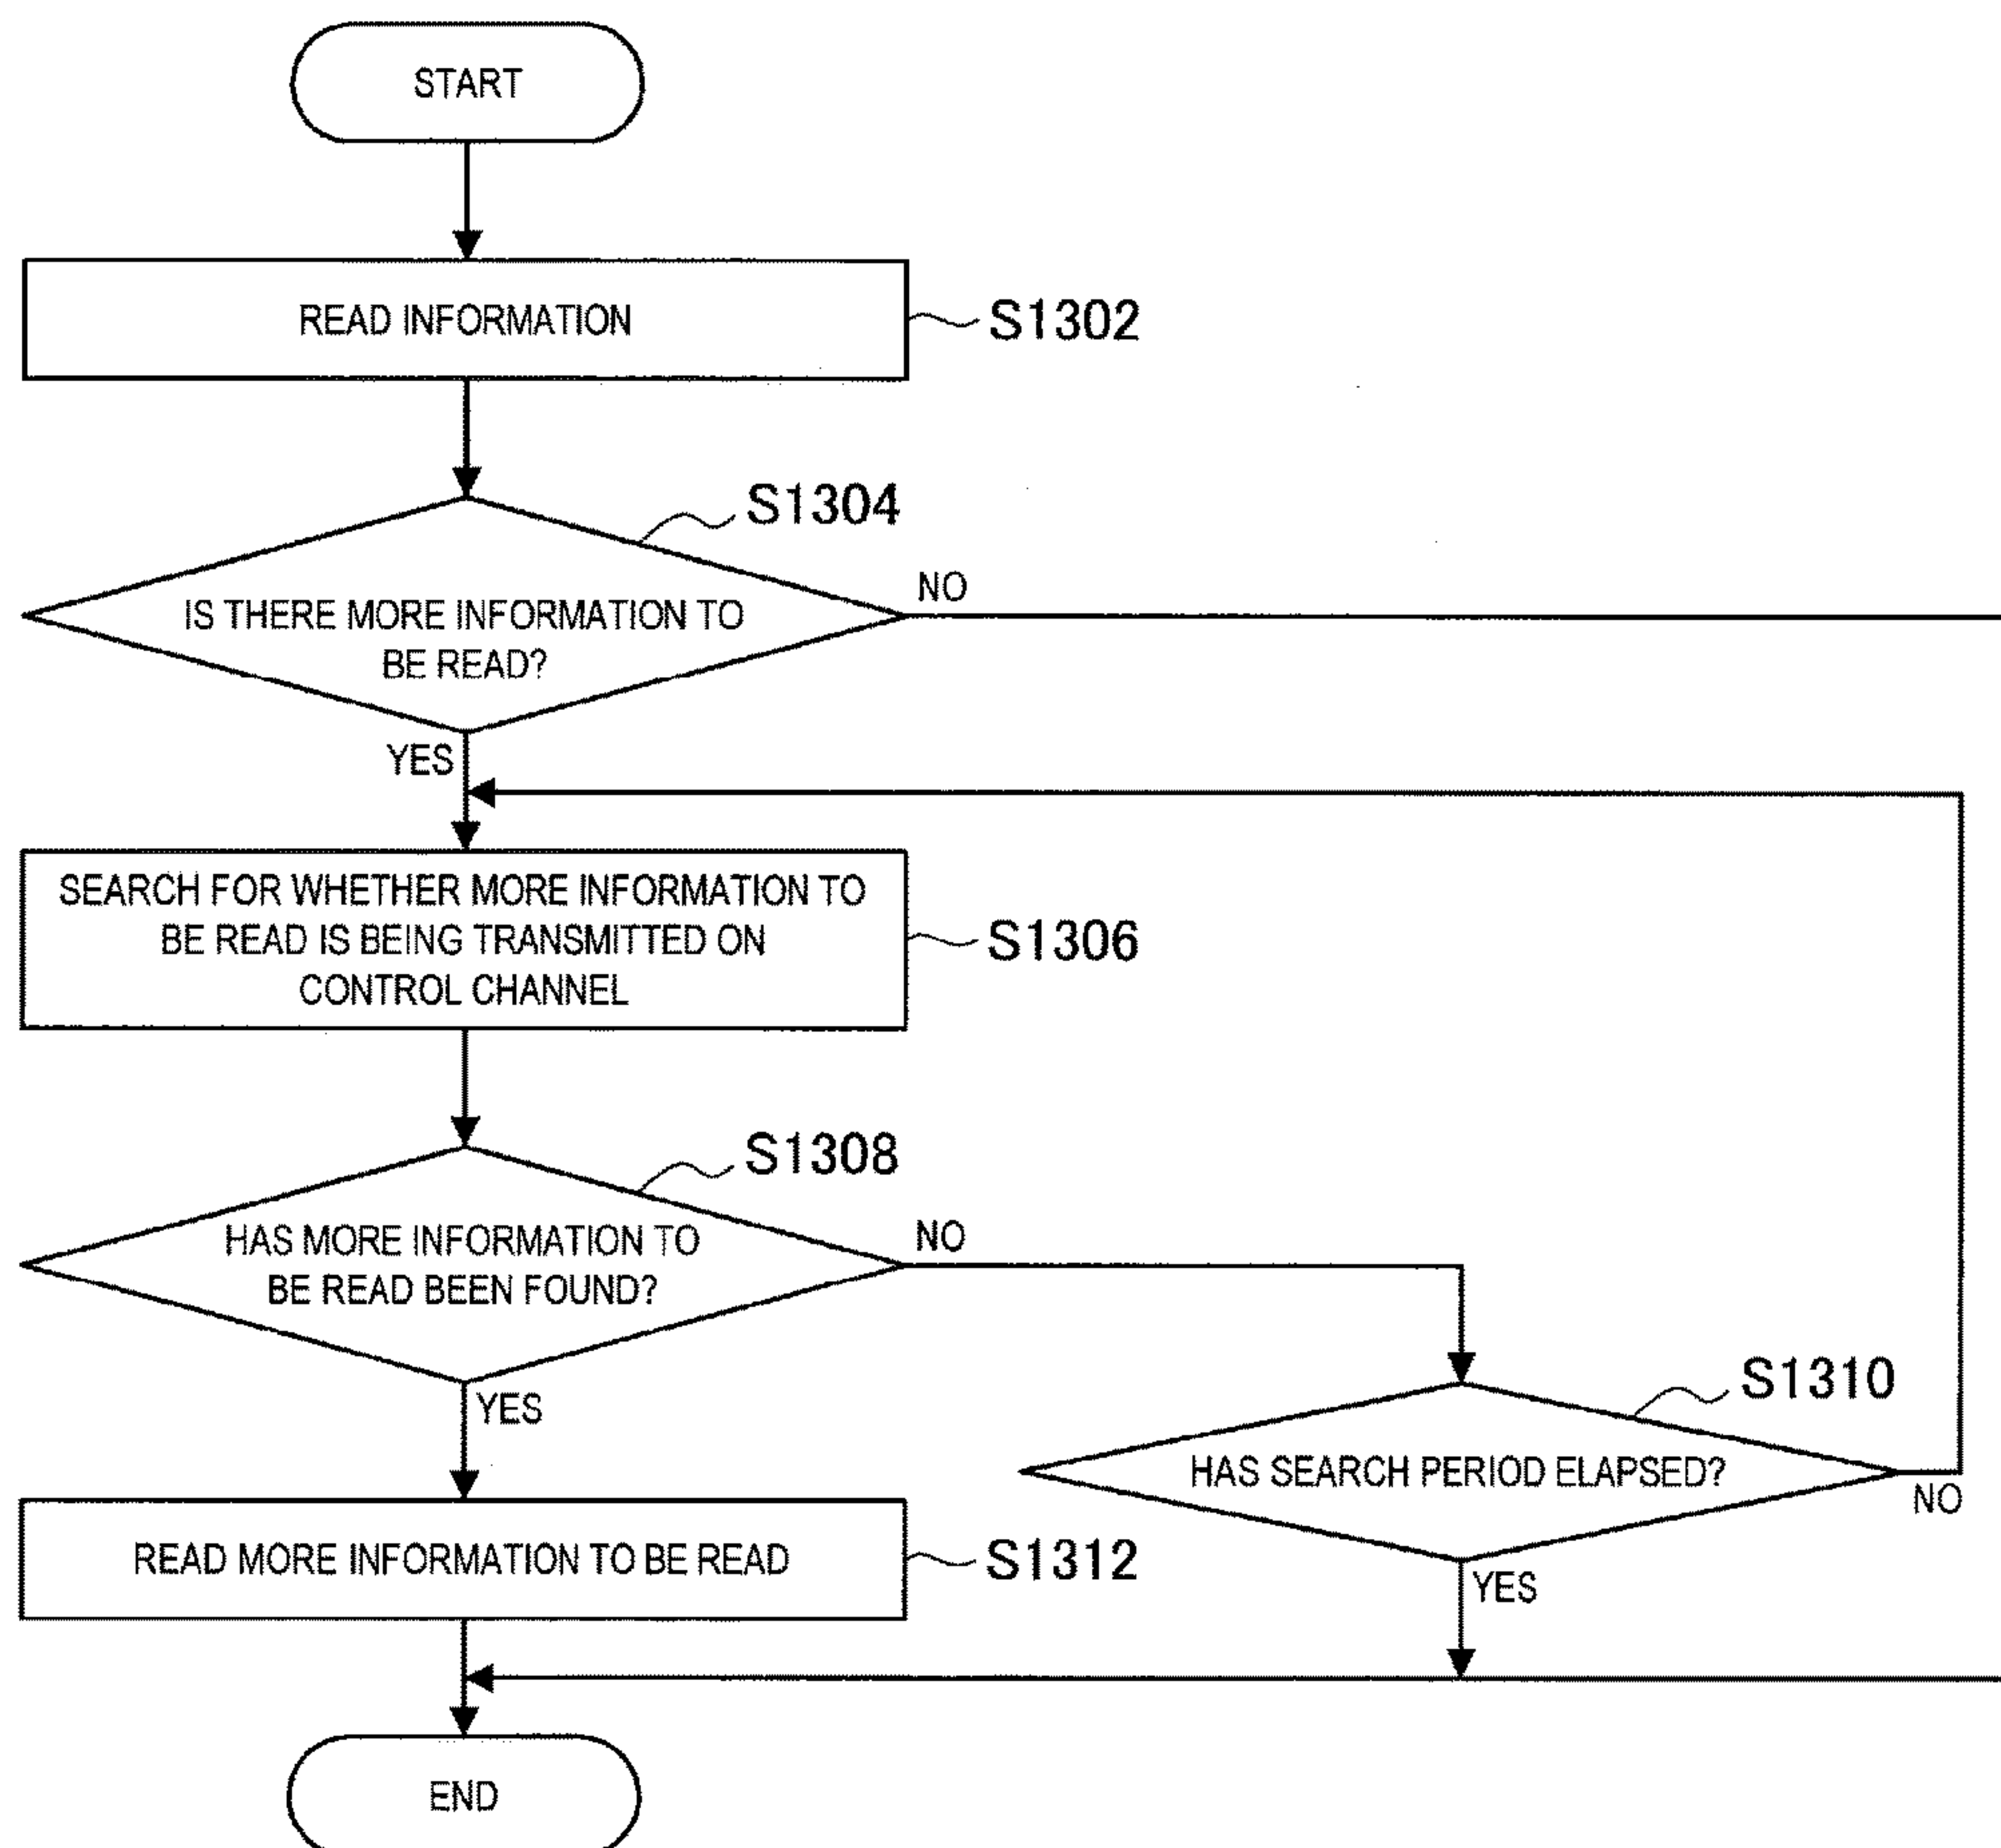 START
READ INFORMATION
S1302
S1304
IS THERE MORE INFORMATION TO
BE READ?
NO
YES
SEARCH FOR WHETHER MORE INFORMATION TO
BE READ IS BEING TRANSMITTED ON
CONTROL CHANNEL
S1306
S1308
HAS MORE INFORMATION TO
BE READ BEEN FOUND?
NO
YES
S1310
HAS SEARCH PERIOD ELAPSED?
NO
YES
READ MORE INFORMATION TO BE READ
S1312
END